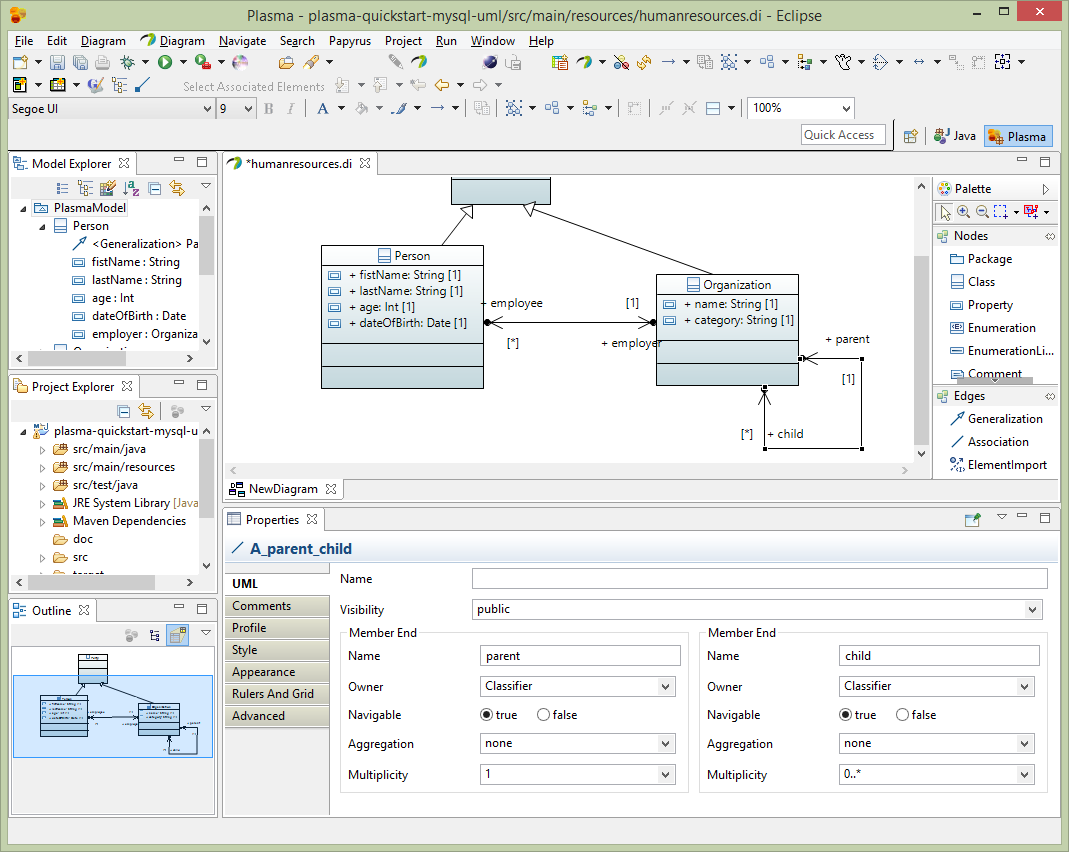 Plasma - plasma-quickstart-mysql-uml/src/main/resources/humanresources.di - Eclipse
File Edit Diagram Diagram Navigate Search Papyrus Project Run Window Help
Select Associated Elements
Segoe UI 9 B I A 100%
Quick Access Java Plasma
Model Explorer
PlasmaModel
Person
<Generalization> Pa
fistName : String
lastName : String
age : Int
dateOfBirth : Date
employer : Organiza
Project Explorer
plasma-quickstart-mysql-u
src/main/java
src/main/resources
src/test/java
JRE System Library [Java
Maven Dependencies
doc
src
target
Outline
*humanresources.di
Person
+ fistName: String [1]
+ lastName: String [1]
+ age: Int [1]
+ dateOfBirth: Date [1]
+ employee
[1]
[*]
+ employer
Organization
+ name: String [1]
+ category: String [1]
+ parent
[1]
[*] + child
NewDiagram
Palette
Nodes
Package
Class
Property
Enumeration
EnumerationLi...
Comment
Edges
Generalization
Association
ElementImport
Properties
A_parent_child
UML
Comments
Profile
Style
Appearance
Rulers And Grid
Advanced
Name
Visibility public
Member End
Name parent
Owner Classifier
Navigable true false
Aggregation none
Multiplicity 1
Member End
Name child
Owner Classifier
Navigable true false
Aggregation none
Multiplicity 0..*